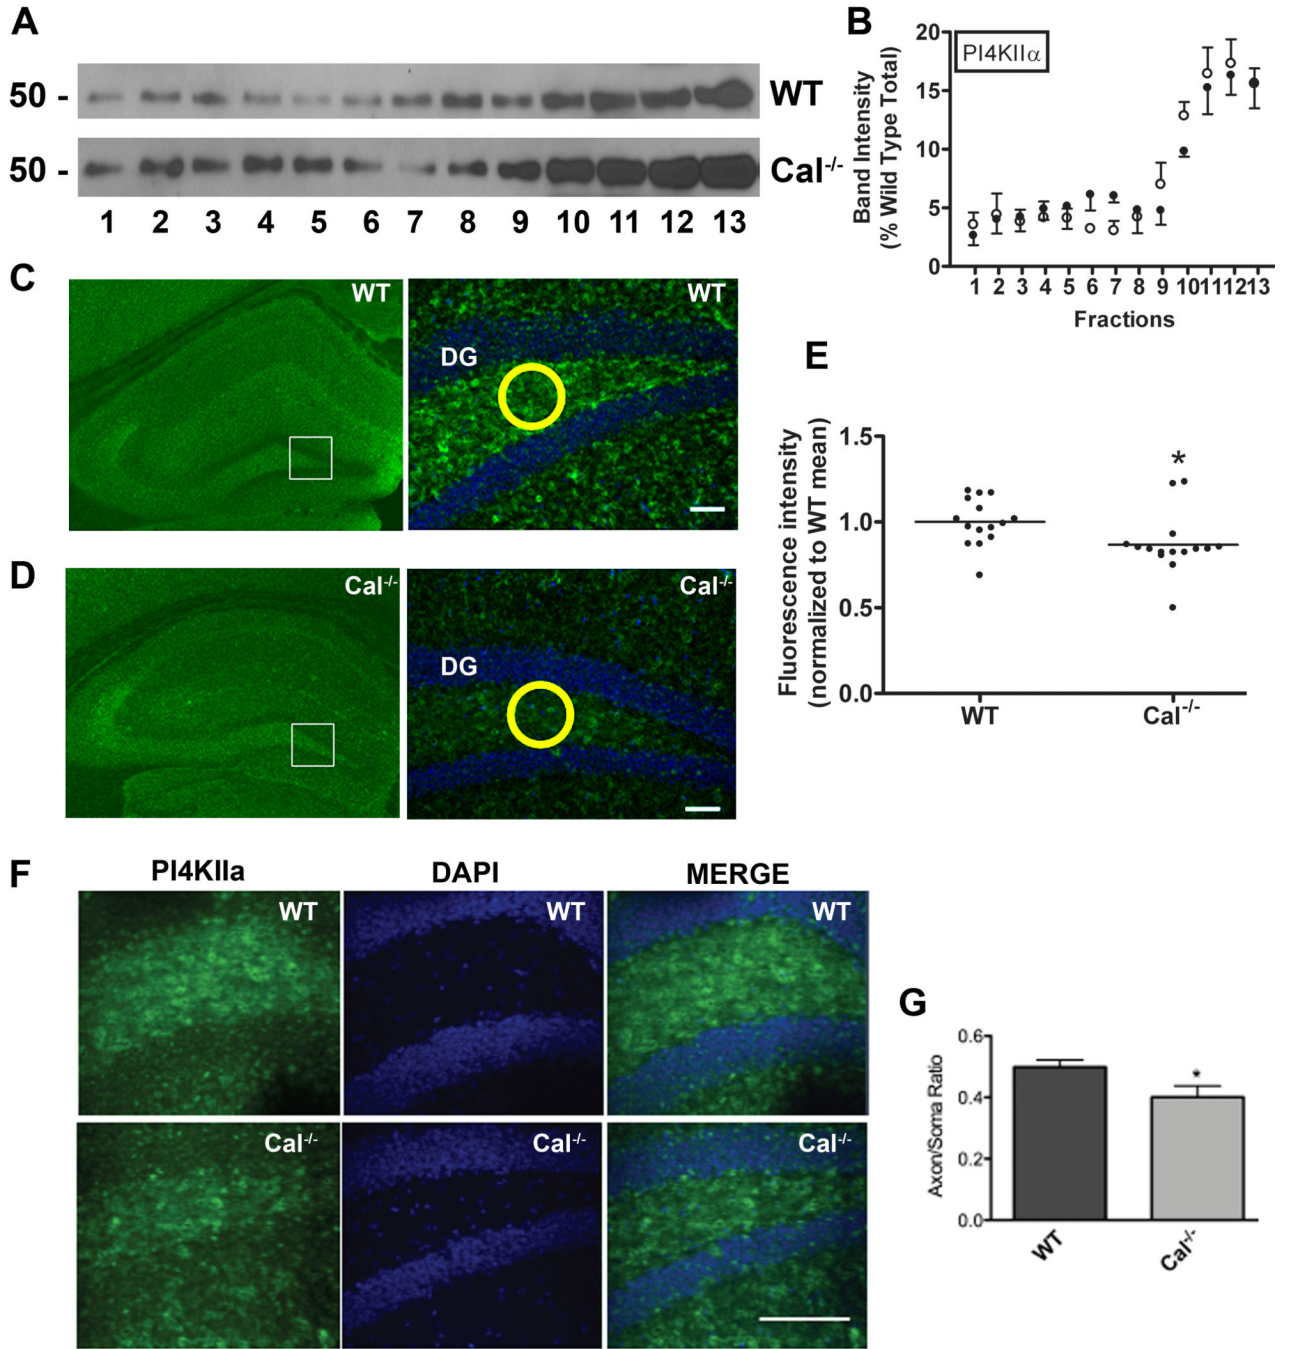 A
50 -
WT
50 -
Cal-/-
1 2 3 4 5 6 7 8 9 10 11 12 13
B
PI4KIIα
Band Intensity
(% Wild Type Total)
20
15
10
5
0
1 2 3 4 5 6 7 8 9 10 11 12 13
Fractions
C
WT
WT
DG
D
Cal-/-
Cal-/-
DG
E
Fluorescence intensity
(normalized to WT mean)
1.5
1.0
0.5
0.0
*
WT
Cal-/-
F
PI4KIIa
DAPI
MERGE
WT
WT
WT
Cal-/-
Cal-/-
Cal-/-
G
Axon/Soma Ratio
0.6
0.4
0.2
0.0
*
WT
Cal-/-